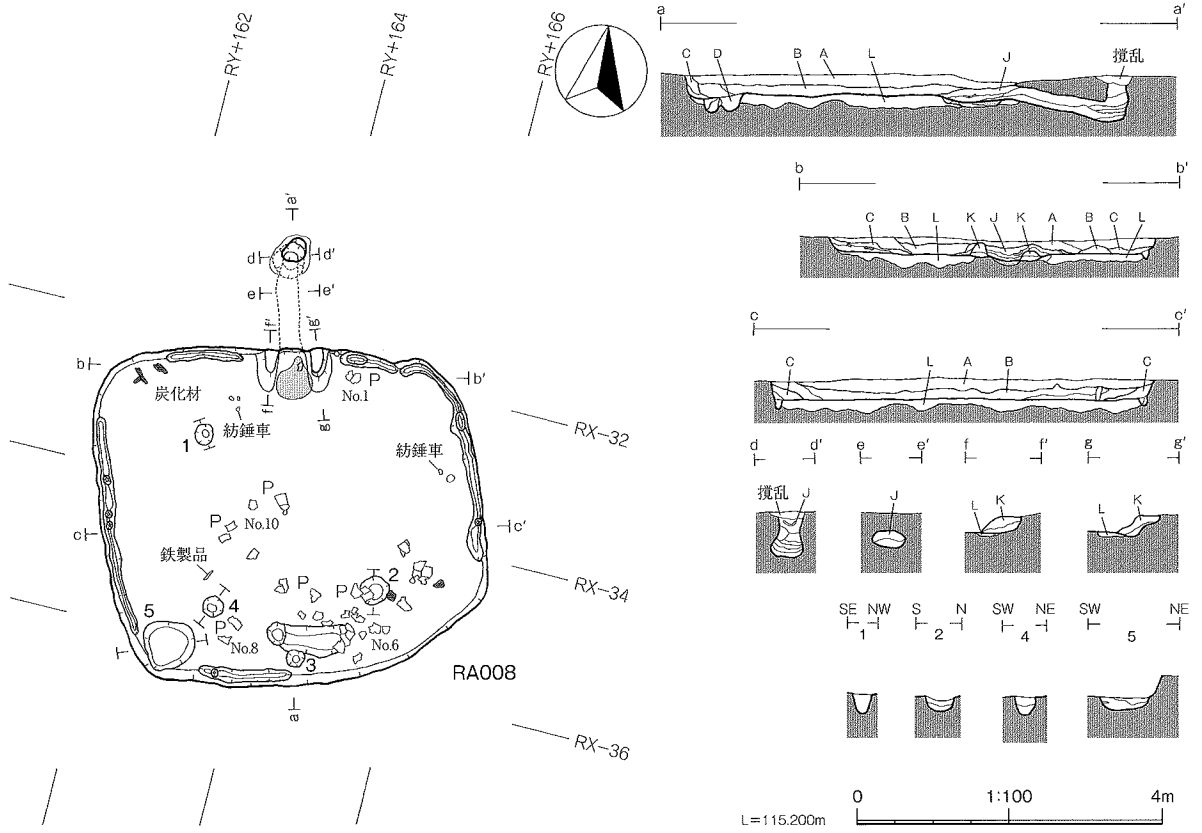 RY+162
RY+164
RY+166
a'
d d'
e e'
f' g'
b b'
炭化材
f g
P
No.1
紡錘車
1
RX-32
紡錘車
P
No.10
P
c c'
鉄製品
P 2
P
RX-34
5 4
No.8
No.6
3
RA008
a
RX-36
a a'
C D B A L J 撹乱
b b'
C B L K J K A B C L
c c'
C L A B C
d d' e e' f f' g g'
撹乱 J
J
L K
L K
SE NW S N SW NE SW NE
1 2 4 5
0 1:100 4m
L=115.200m